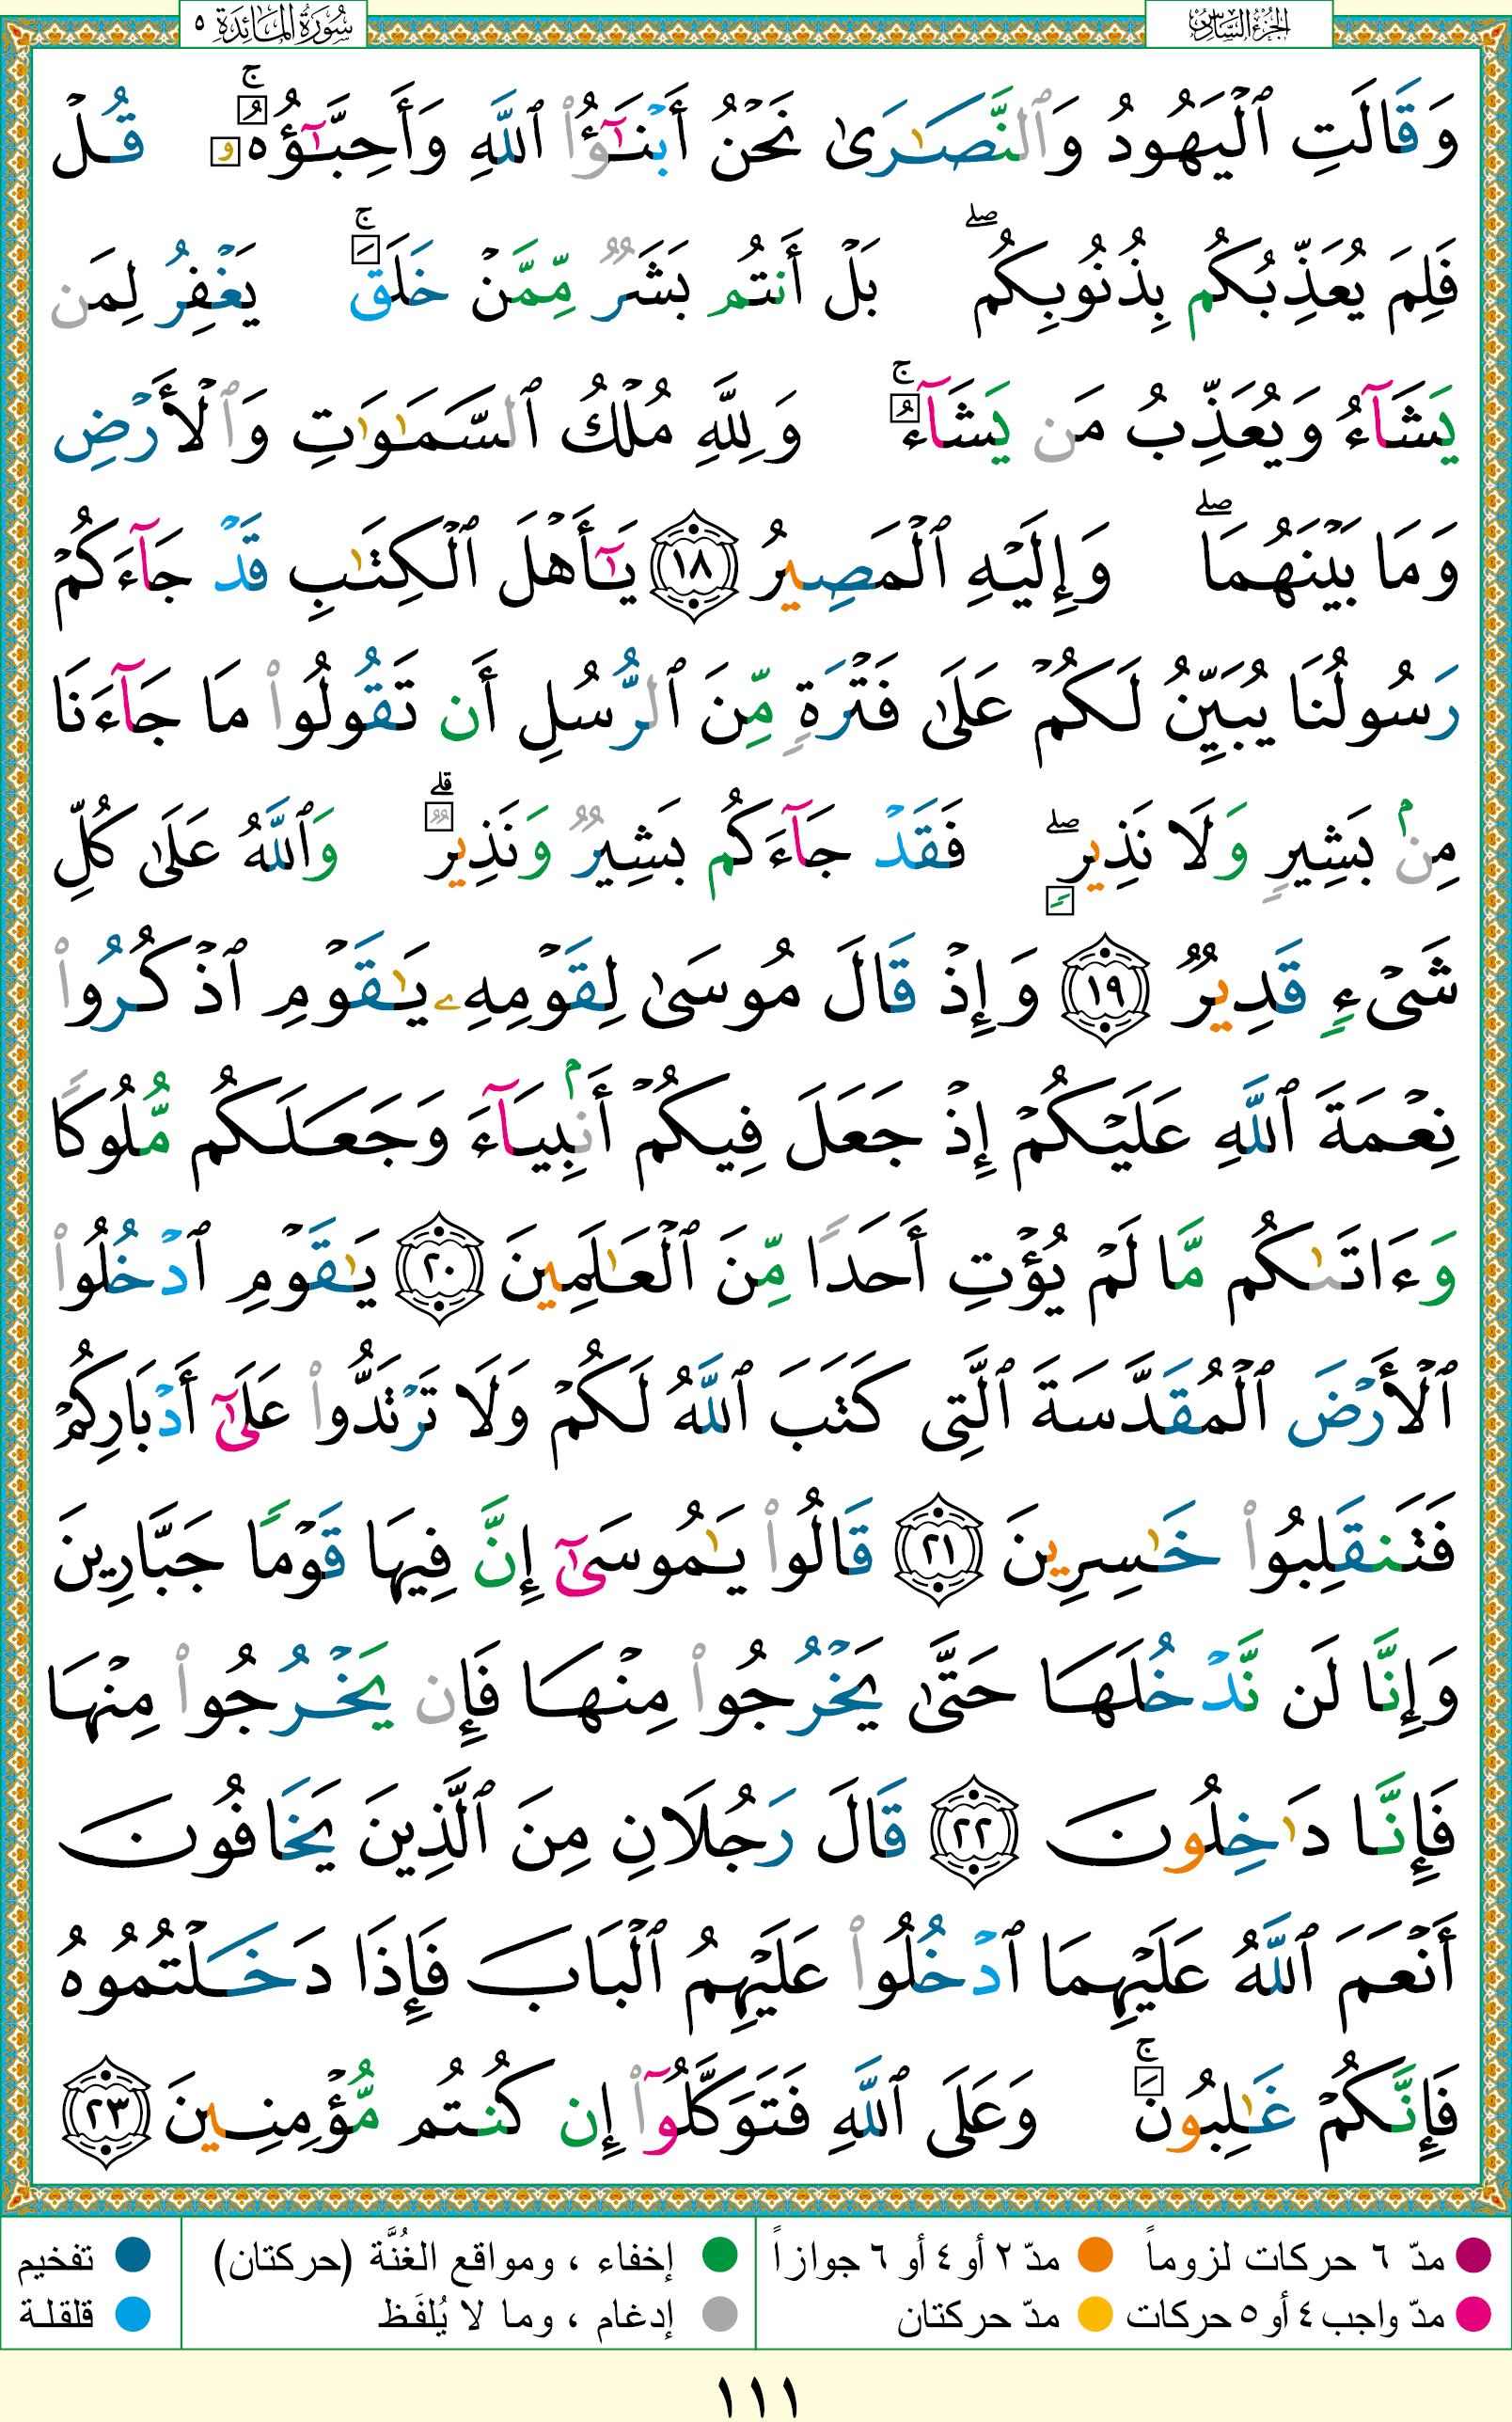 الجزء السادس
سورة المائدة ٥
وَقَالَتِ ٱلْيَهُودُ وَٱلنَّصَـٰرَىٰ نَحْنُ أَبْنَـٰٓؤُا۟ ٱللَّهِ وَأَحِبَّـٰٓؤُهُۥ ۚ قُلْ
فَلِمَ يُعَذِّبُكُم بِذُنُوبِكُم ۖ بَلْ أَنتُم بَشَرٌ مِّمَّنْ خَلَقَ ۚ يَغْفِرُ لِمَن
يَشَآءُ وَيُعَذِّبُ مَن يَشَآءُ ۚ وَلِلَّهِ مُلْكُ ٱلسَّمَـٰوَٰتِ وَٱلْأَرْضِ
وَمَا بَيْنَهُمَا ۖ وَإِلَيْهِ ٱلْمَصِيرُ ١٨ يَـٰٓأَهْلَ ٱلْكِتَـٰبِ قَدْ جَآءَكُمْ
رَسُولُنَا يُبَيِّنُ لَكُمْ عَلَىٰ فَتْرَةٍ مِّنَ ٱلرُّسُلِ أَن تَقُولُوا۟ مَا جَآءَنَا
مِنۢ بَشِيرٍ وَلَا نَذِيرٍ ۖ فَقَدْ جَآءَكُم بَشِيرٌ وَنَذِيرٌ ۗ وَٱللَّهُ عَلَىٰ كُلِّ
شَىْءٍ قَدِيرٌ ١٩ وَإِذْ قَالَ مُوسَىٰ لِقَوْمِهِۦ يَـٰقَوْمِ ٱذْكُرُوا۟
نِعْمَةَ ٱللَّهِ عَلَيْكُمْ إِذْ جَعَلَ فِيكُمْ أَنۢبِيَآءَ وَجَعَلَكُم مُّلُوكًا
وَءَاتَىٰكُم مَّا لَمْ يُؤْتِ أَحَدًا مِّنَ ٱلْعَـٰلَمِينَ ٢٠ يَـٰقَوْمِ ٱدْخُلُوا۟
ٱلْأَرْضَ ٱلْمُقَدَّسَةَ ٱلَّتِى كَتَبَ ٱللَّهُ لَكُمْ وَلَا تَرْتَدُّوا۟ عَلَىٰٓ أَدْبَارِكُمْ
فَتَنقَلِبُوا۟ خَـٰسِرِينَ ٢١ قَالُوا۟ يَـٰمُوسَىٰٓ إِنَّ فِيهَا قَوْمًا جَبَّارِينَ
وَإِنَّا لَن نَّدْخُلَهَا حَتَّىٰ يَخْرُجُوا۟ مِنْهَا فَإِن يَخْرُجُوا۟ مِنْهَا
فَإِنَّا دَٰخِلُونَ ٢٢ قَالَ رَجُلَانِ مِنَ ٱلَّذِينَ يَخَافُونَ
أَنْعَمَ ٱللَّهُ عَلَيْهِمَا ٱدْخُلُوا۟ عَلَيْهِمُ ٱلْبَابَ فَإِذَا دَخَلْتُمُوهُ
فَإِنَّكُمْ غَـٰلِبُونَ ۚ وَعَلَى ٱللَّهِ فَتَوَكَّلُوٓا۟ إِن كُنتُم مُّؤْمِنِينَ ٢٣
مدّ ٦ حركات لزوماً مدّ ٢ أو ٤ أو ٦ جوازاً إخفاء ، ومواقع الغُنَّة (حركتان) تفخيم
مدّ واجب ٤ أو ٥ حركات مدّ حركتان إدغام ، وما لا يُلفَظ قلقلة
١١١